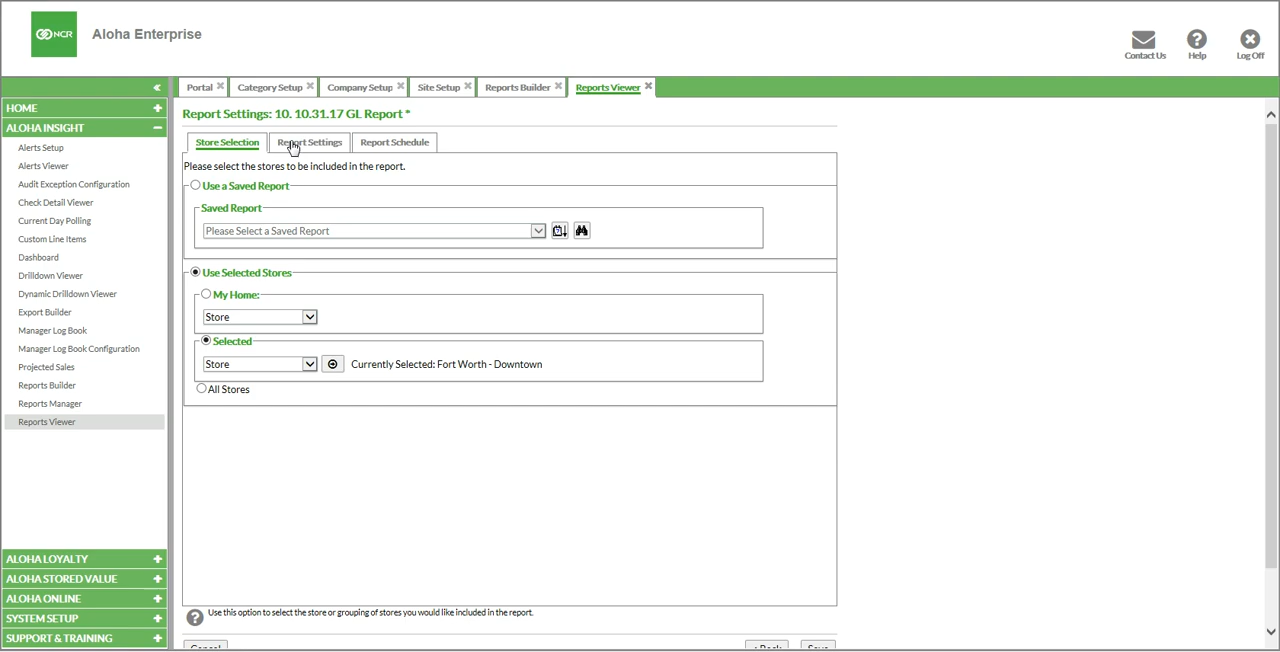 NCR
Aloha Enterprise
Contact Us
Help
Log Off
«
HOME +
ALOHA INSIGHT –
Alerts Setup
Alerts Viewer
Audit Exception Configuration
Check Detail Viewer
Current Day Polling
Custom Line Items
Dashboard
Drilldown Viewer
Dynamic Drilldown Viewer
Export Builder
Manager Log Book
Manager Log Book Configuration
Projected Sales
Reports Builder
Reports Manager
Reports Viewer
ALOHA LOYALTY +
ALOHA STORED VALUE +
ALOHA ONLINE +
SYSTEM SETUP +
SUPPORT & TRAINING +
Portal Category Setup Company Setup Site Setup Reports Builder Reports Viewer
Report Settings: 10. 10.31.17 GL Report *
Store Selection Report Settings Report Schedule
Please select the stores to be included in the report.
Use a Saved Report
Saved Report
Please Select a Saved Report
Use Selected Stores
My Home:
Store
Selected
Store Currently Selected: Fort Worth - Downtown
All Stores
Use this option to select the store or grouping of stores you would like included in the report.
Cancel < Back Save